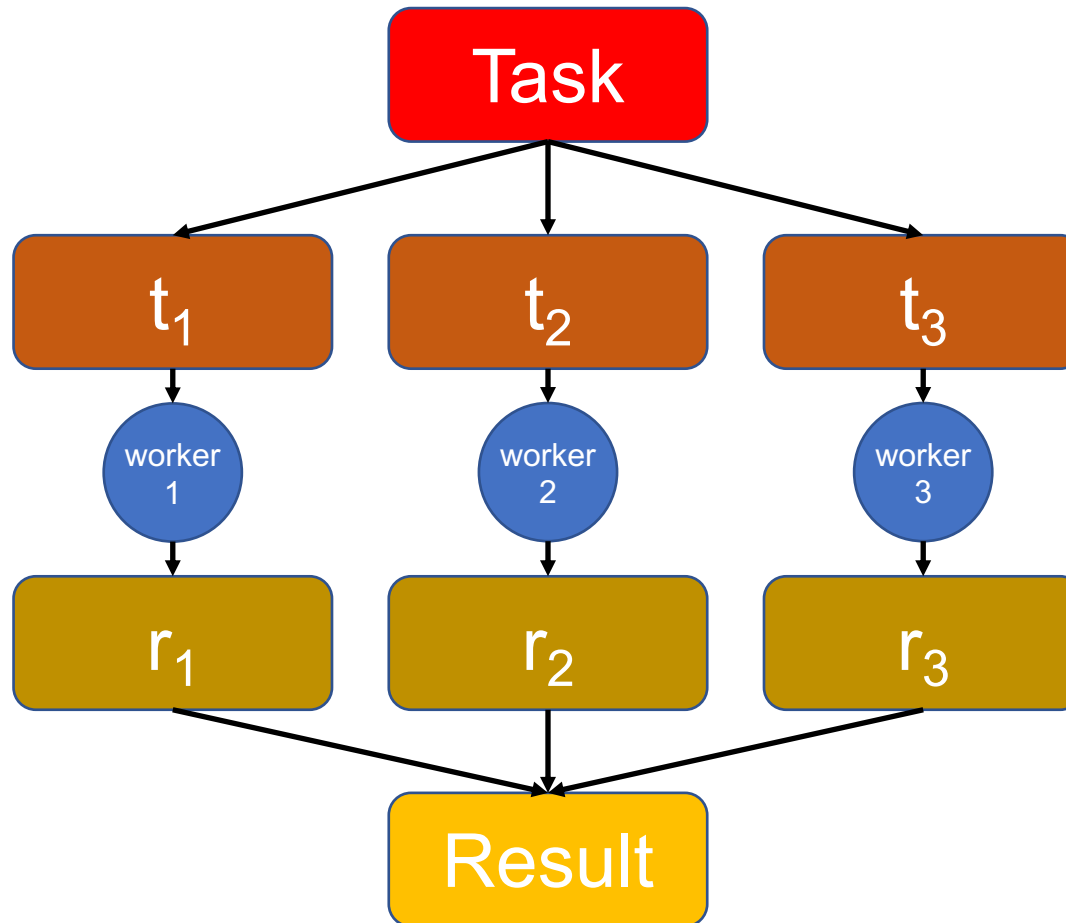 Task
t₁
t₂
t₃
worker
1
worker
2
worker
3
r₁
r₂
r₃
Result